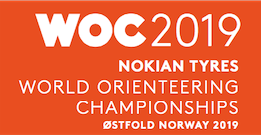 WOC2019
NOKIAN TYRES
WORLD ORIENTEERING
CHAMPIONSHIPS
ØSTFOLD NORWAY 2019